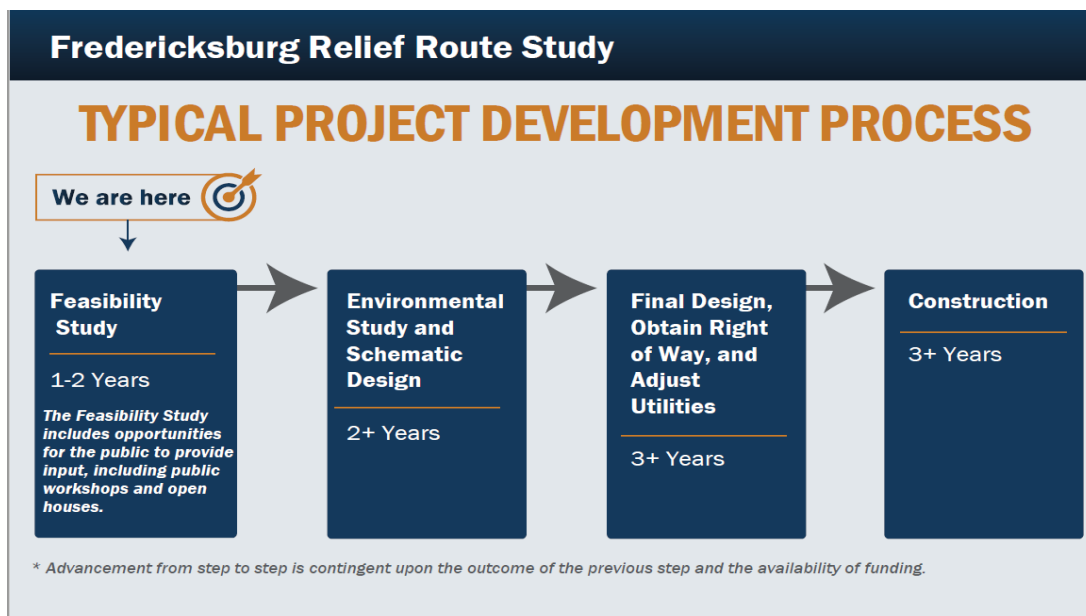 Fredericksburg Relief Route Study
TYPICAL PROJECT DEVELOPMENT PROCESS
We are here
Feasibility
Study
1-2 Years
The Feasibility Study
includes opportunities
for the public to provide
input, including public
workshops and open
houses.
Environmental
Study and
Schematic
Design
2+ Years
Final Design,
Obtain Right
of Way, and
Adjust
Utilities
3+ Years
Construction
3+ Years
* Advancement from step to step is contingent upon the outcome of the previous step and the availability of funding.